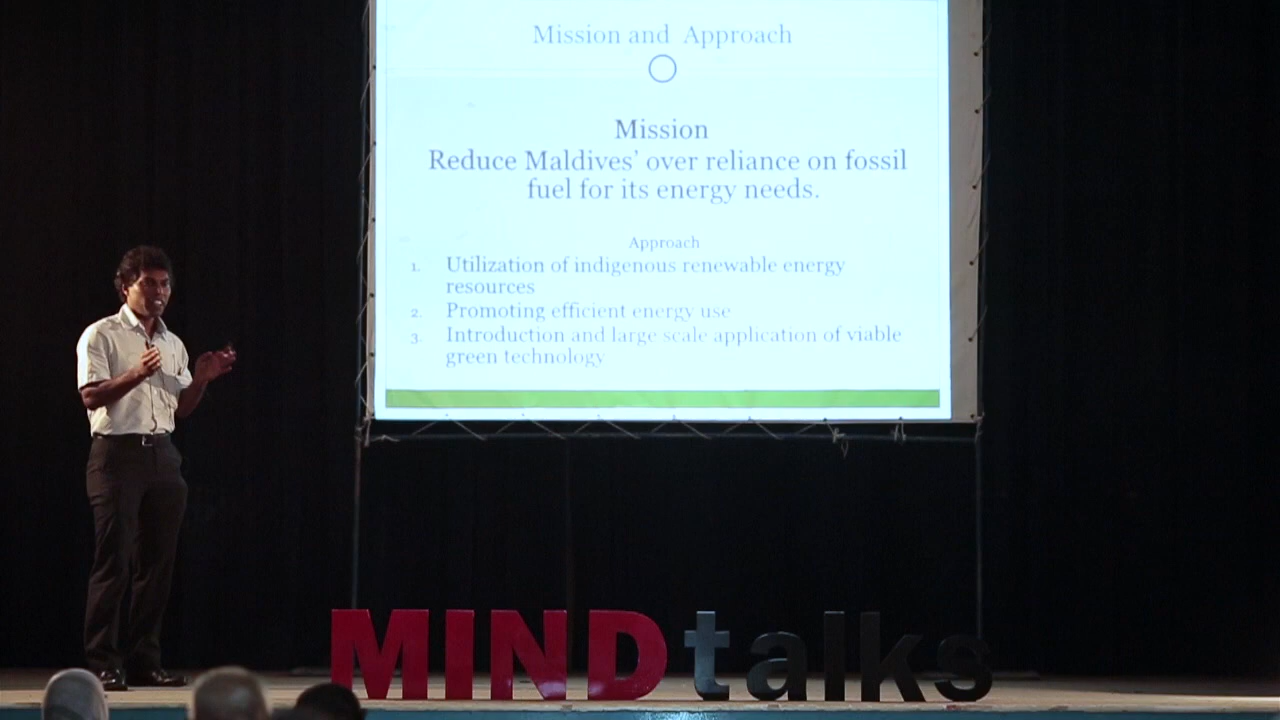 Mission and Approach
Mission
Reduce Maldives' over reliance on fossil
fuel for its energy needs.
Approach
1. Utilization of indigenous renewable energy
resources
2. Promoting efficient energy use
3. Introduction and large scale application of viable
green technology
MIND talks